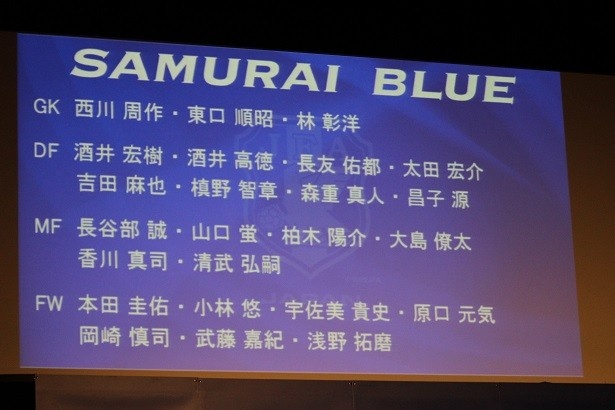 SAMURAI BLUE
GK 西川 周作・東口 順昭・林 彰洋
DF 酒井 宏樹・酒井 高徳・長友 佑都・太田 宏介
吉田 麻也・槙野 智章・森重 真人・昌子 源
MF 長谷部 誠・山口 蛍・柏木 陽介・大島 僚太
香川 真司・清武 弘嗣
FW 本田 圭佑・小林 悠・宇佐美 貴史・原口 元気
岡崎 慎司・武藤 嘉紀・浅野 拓磨